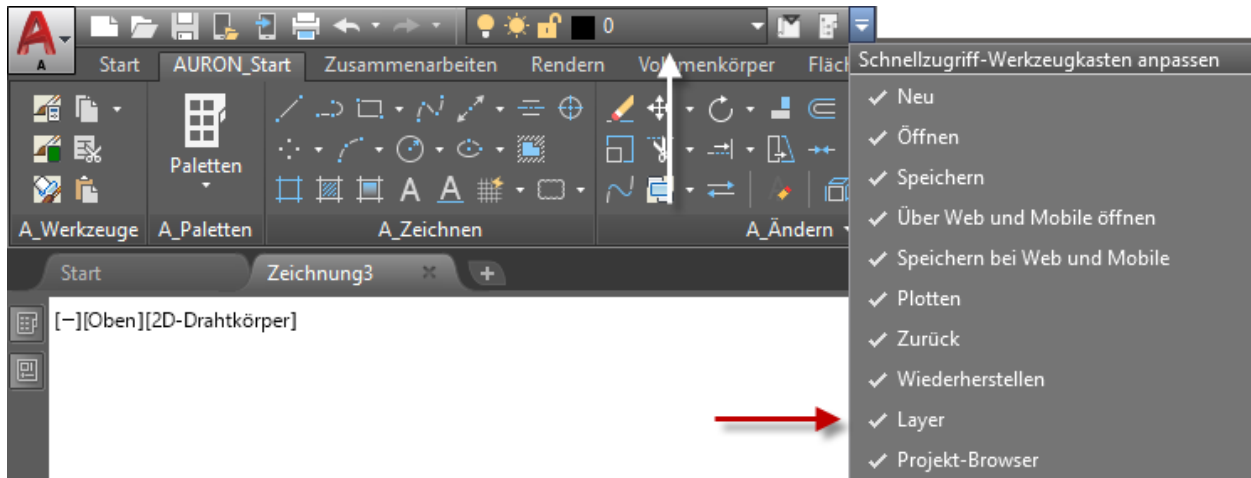 0
A
Start AURON_Start Zusammenarbeiten Rendern Volumenkörper Fläch
Schnellzugriff-Werkzeugkasten anpassen
Neu
Öffnen
Speichern
Über Web und Mobile öffnen
Speichern bei Web und Mobile
Plotten
Zurück
Wiederherstellen
Layer
Projekt-Browser
Paletten
A_Werkzeuge A_Paletten A_Zeichnen A_Ändern
Start Zeichnung3
[−][Oben][2D-Drahtkörper]